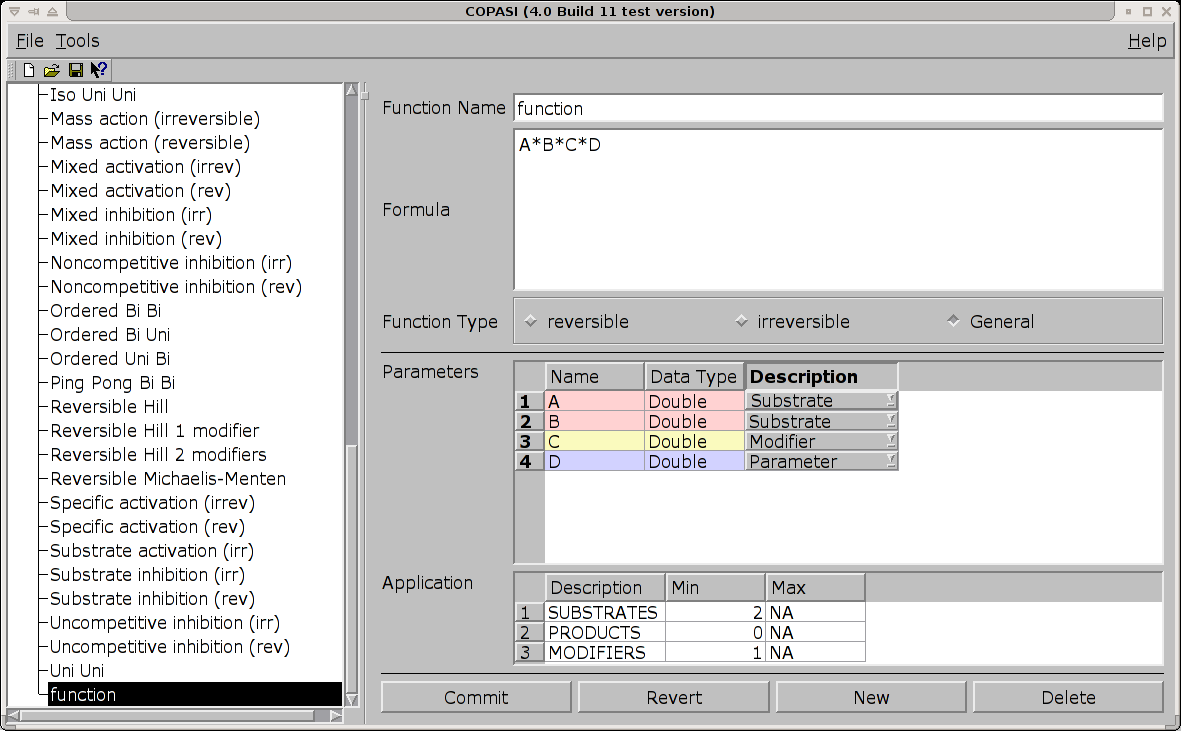 COPASI (4.0 Build 11 test version)
File Tools Help
Iso Uni Uni
Mass action (irreversible)
Mass action (reversible)
Mixed activation (irrev)
Mixed activation (rev)
Mixed inhibition (irr)
Mixed inhibition (rev)
Noncompetitive inhibition (irr)
Noncompetitive inhibition (rev)
Ordered Bi Bi
Ordered Bi Uni
Ordered Uni Bi
Ping Pong Bi Bi
Reversible Hill
Reversible Hill 1 modifier
Reversible Hill 2 modifiers
Reversible Michaelis-Menten
Specific activation (irrev)
Specific activation (rev)
Substrate activation (irr)
Substrate inhibition (irr)
Substrate inhibition (rev)
Uncompetitive inhibition (irr)
Uncompetitive inhibition (rev)
Uni Uni
function
Function Name function
Formula
A*B*C*D
Function Type reversible irreversible General
Parameters
Name Data Type Description
1 A Double Substrate
2 B Double Substrate
3 C Double Modifier
4 D Double Parameter
Application
Description Min Max
1 SUBSTRATES 2 NA
2 PRODUCTS 0 NA
3 MODIFIERS 1 NA
Commit Revert New Delete